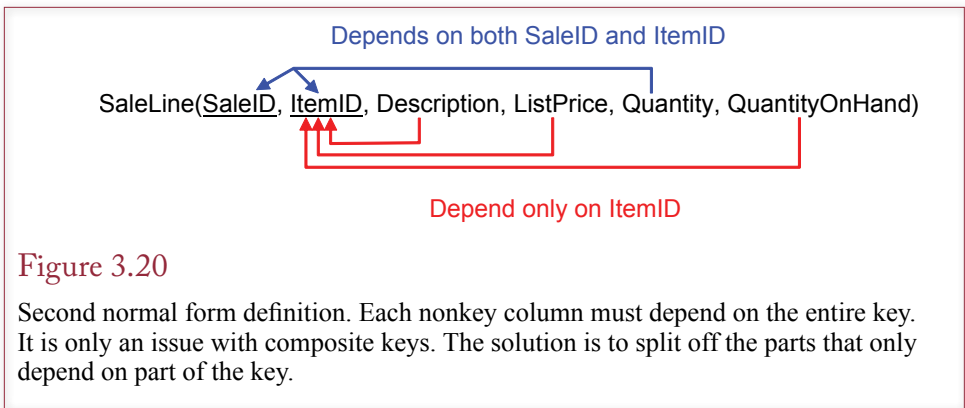 Depends on both SaleID and ItemID
SaleLine(SaleID, ItemID, Description, ListPrice, Quantity, QuantityOnHand)
Depend only on ItemID
Figure 3.20
Second normal form definition. Each nonkey column must depend on the entire key.
It is only an issue with composite keys. The solution is to split off the parts that only
depend on part of the key.